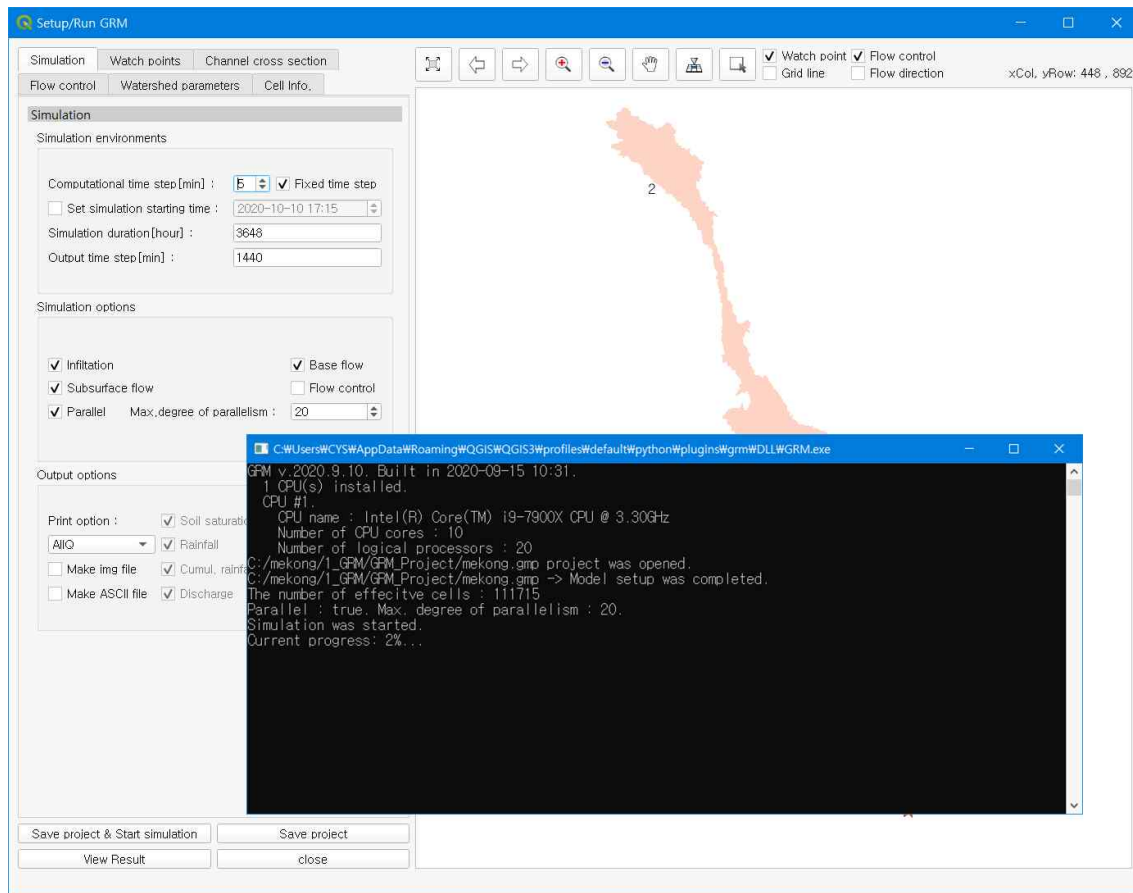 Setup/Run GRM
Simulation Watch points Channel cross section
Flow control Watershed parameters Cell Info.
Watch point Flow control
Grid line Flow direction
xCol, yRow: 448 , 892
Simulation
Simulation environments
Computational time step[min] : 5 Fixed time step
Set simulation starting time : 2020-10-10 17:15
Simulation duration[hour] : 3648
Output time step[min] : 1440
Simulation options
Infiltation Base flow
Subsurface flow Flow control
Parallel Max.degree of parallelism : 20
Output options
Print option : Soil saturatio
AllQ Rainfall
Make img file Cumul. rainfa
Make ASCII file Discharge
Save project & Start simulation Save project
View Result close
2
C:₩Users₩CYS₩AppData₩Roaming₩QGIS₩QGIS3₩profiles₩default₩python₩plugins₩grm₩DLL₩GRM.exe
GRM v.2020.9.10. Built in 2020-09-15 10:31.
1 CPU(s) installed.
CPU #1.
CPU name : Intel(R) Core(TM) i9-7900X CPU @ 3.30GHz
Number of CPU cores : 10
Number of logical processors : 20
C:/mekong/1_GRM/GRM_Project/mekong.gmp project was opened.
C:/mekong/1_GRM/GRM_Project/mekong.gmp -> Model setup was completed.
The number of effecitve cells : 111715
Parallel : true. Max. degree of parallelism : 20.
Simulation was started.
Current progress: 2%...